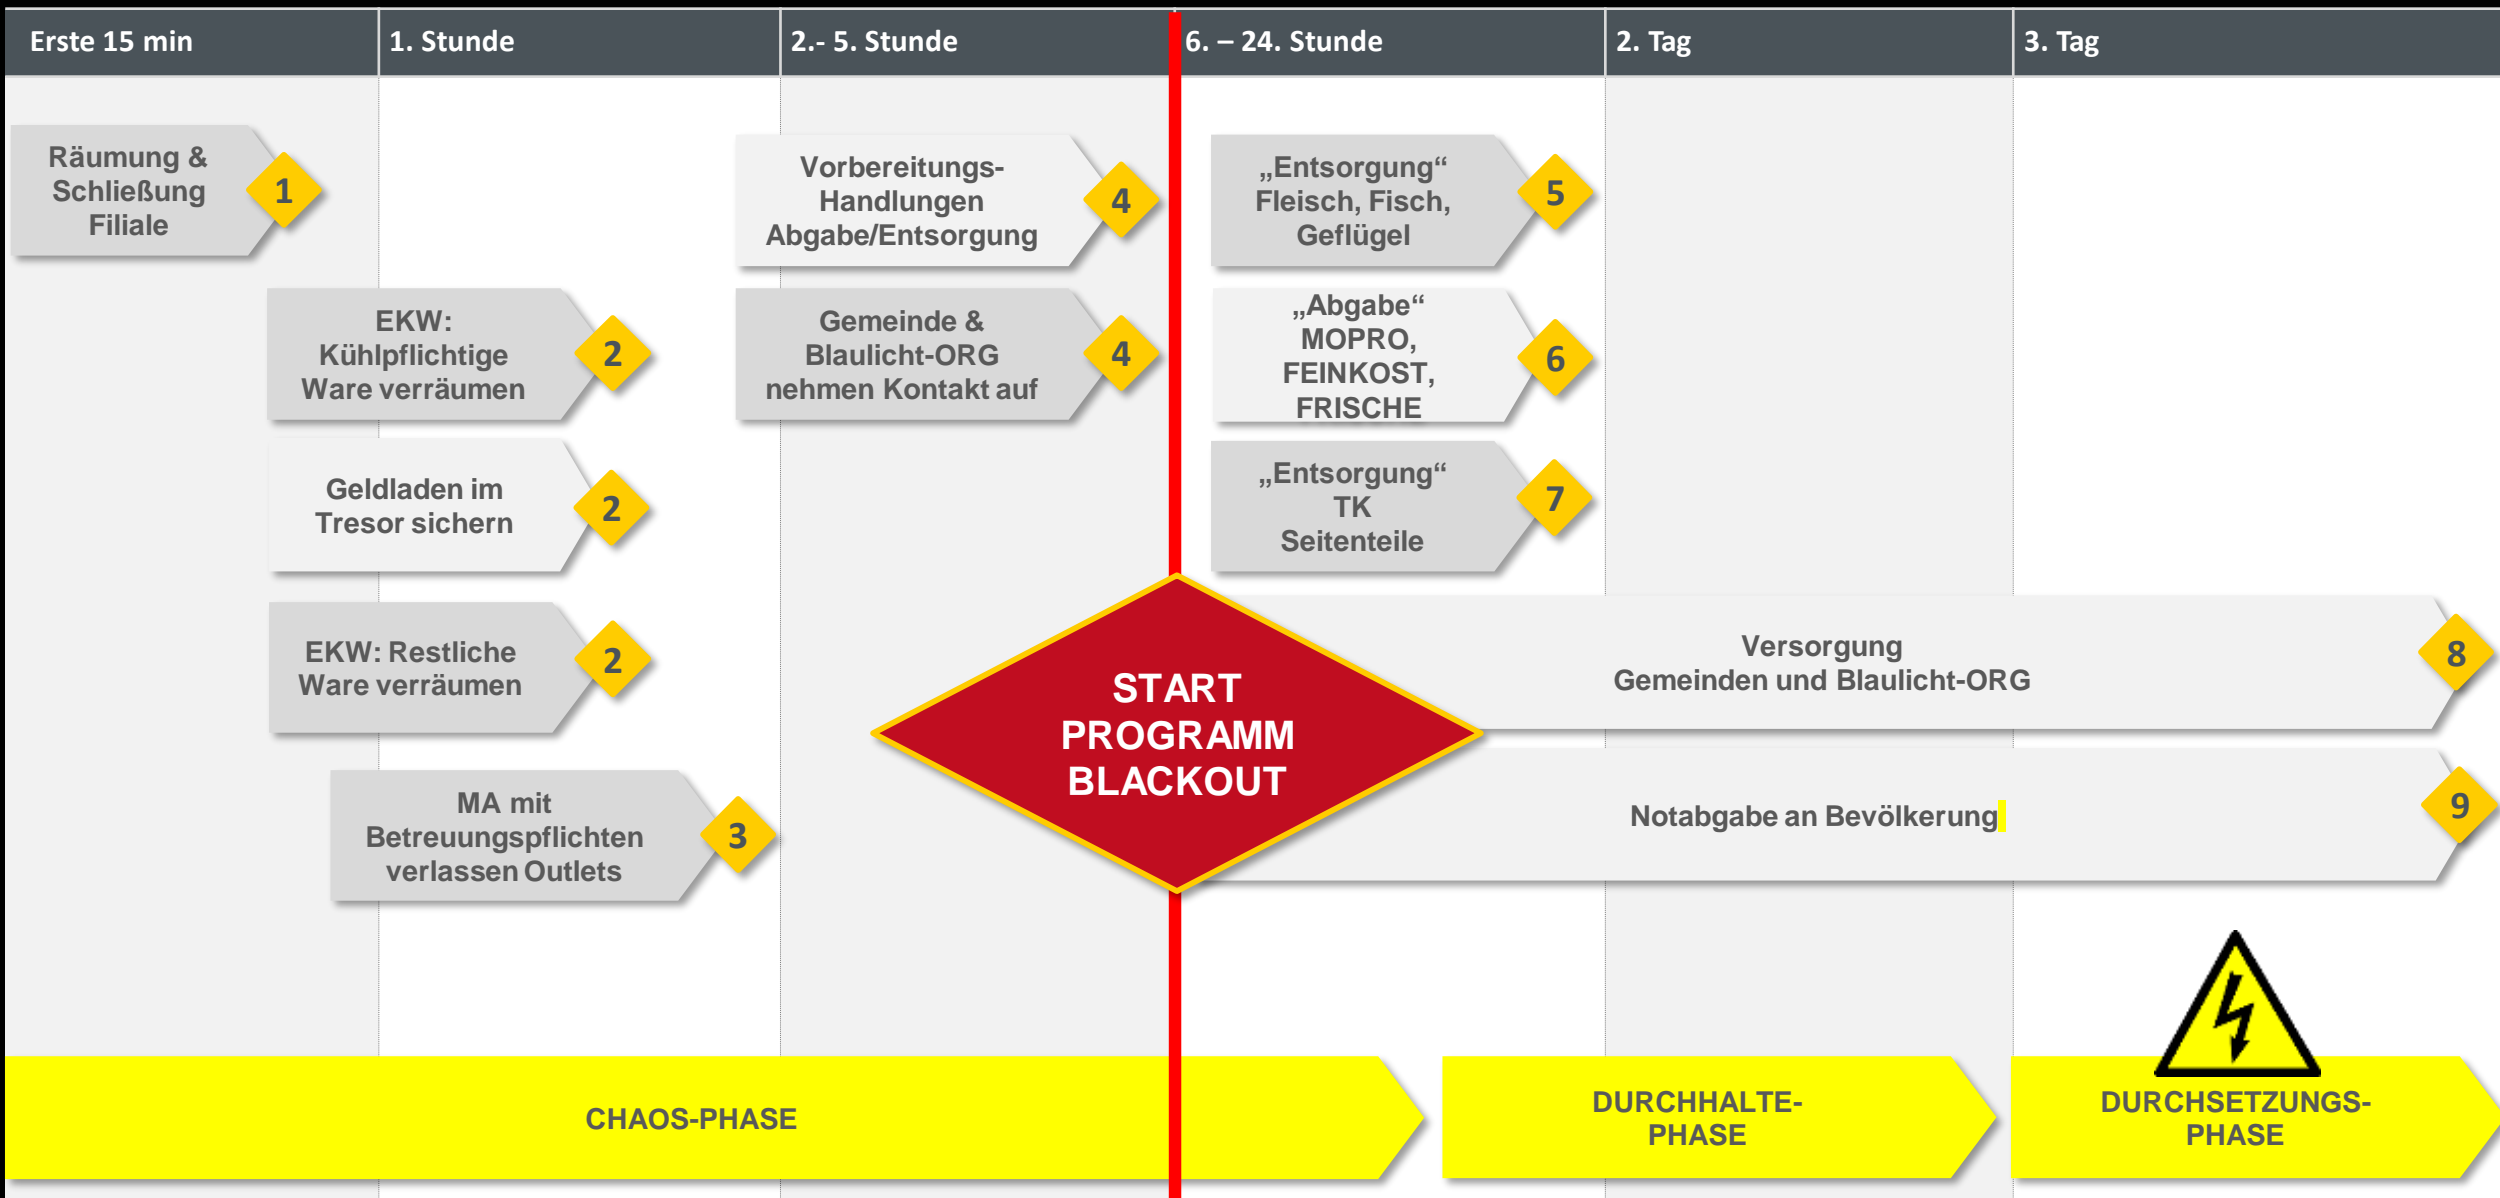 Erste 15 min
1. Stunde
2.- 5. Stunde
6. – 24. Stunde
2. Tag
3. Tag
Räumung &
Schließung
Filiale
1
Vorbereitungs-
Handlungen
Abgabe/Entsorgung
4
„Entsorgung“
Fleisch, Fisch,
Geflügel
5
EKW:
Kühlpflichtige
Ware verräumen
2
Gemeinde &
Blaulicht-ORG
nehmen Kontakt auf
4
„Abgabe“
MOPRO,
FEINKOST,
FRISCHE
6
Geldladen im
Tresor sichern
2
„Entsorgung“
TK
Seitenteile
7
EKW: Restliche
Ware verräumen
2
START
PROGRAMM
BLACKOUT
Versorgung
Gemeinden und Blaulicht-ORG
8
MA mit
Betreuungspflichten
verlassen Outlets
3
Notabgabe an Bevölkerung
9
CHAOS-PHASE
DURCHHALTE-
PHASE
DURCHSETZUNGS-
PHASE